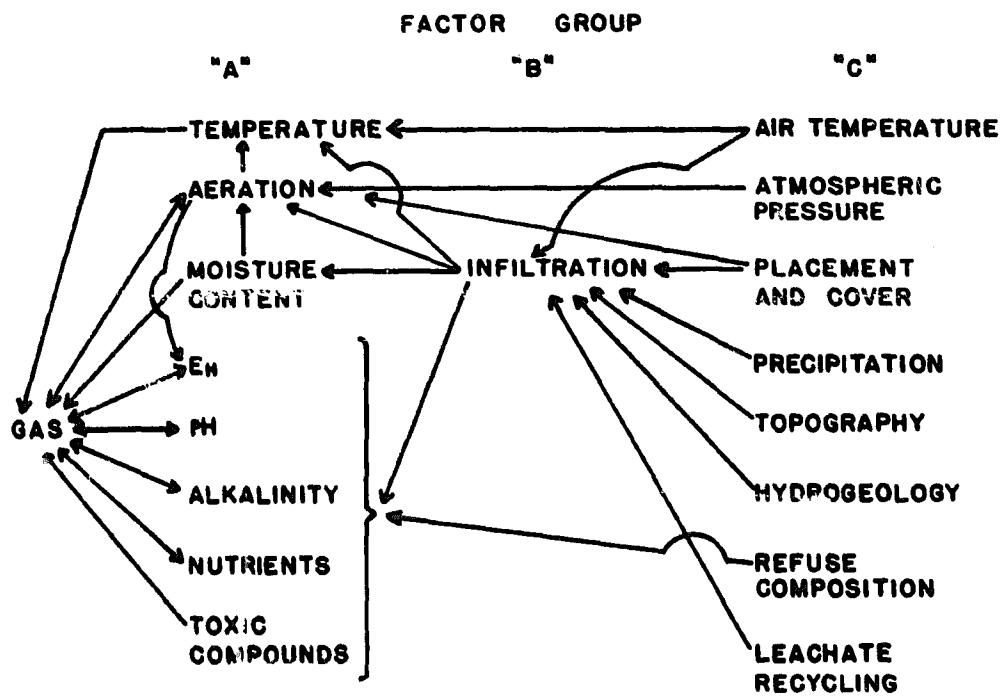 FACTOR GROUP
"A" "B" "C"
TEMPERATURE
AERATION
MOISTURE
CONTENT
EH
GAS
PH
ALKALINITY
NUTRIENTS
TOXIC
COMPOUNDS
INFILTRATION
AIR TEMPERATURE
ATMOSPHERIC
PRESSURE
PLACEMENT
AND COVER
PRECIPITATION
TOPOGRAPHY
HYDROGEOLOGY
REFUSE
COMPOSITION
LEACHATE
RECYCLING